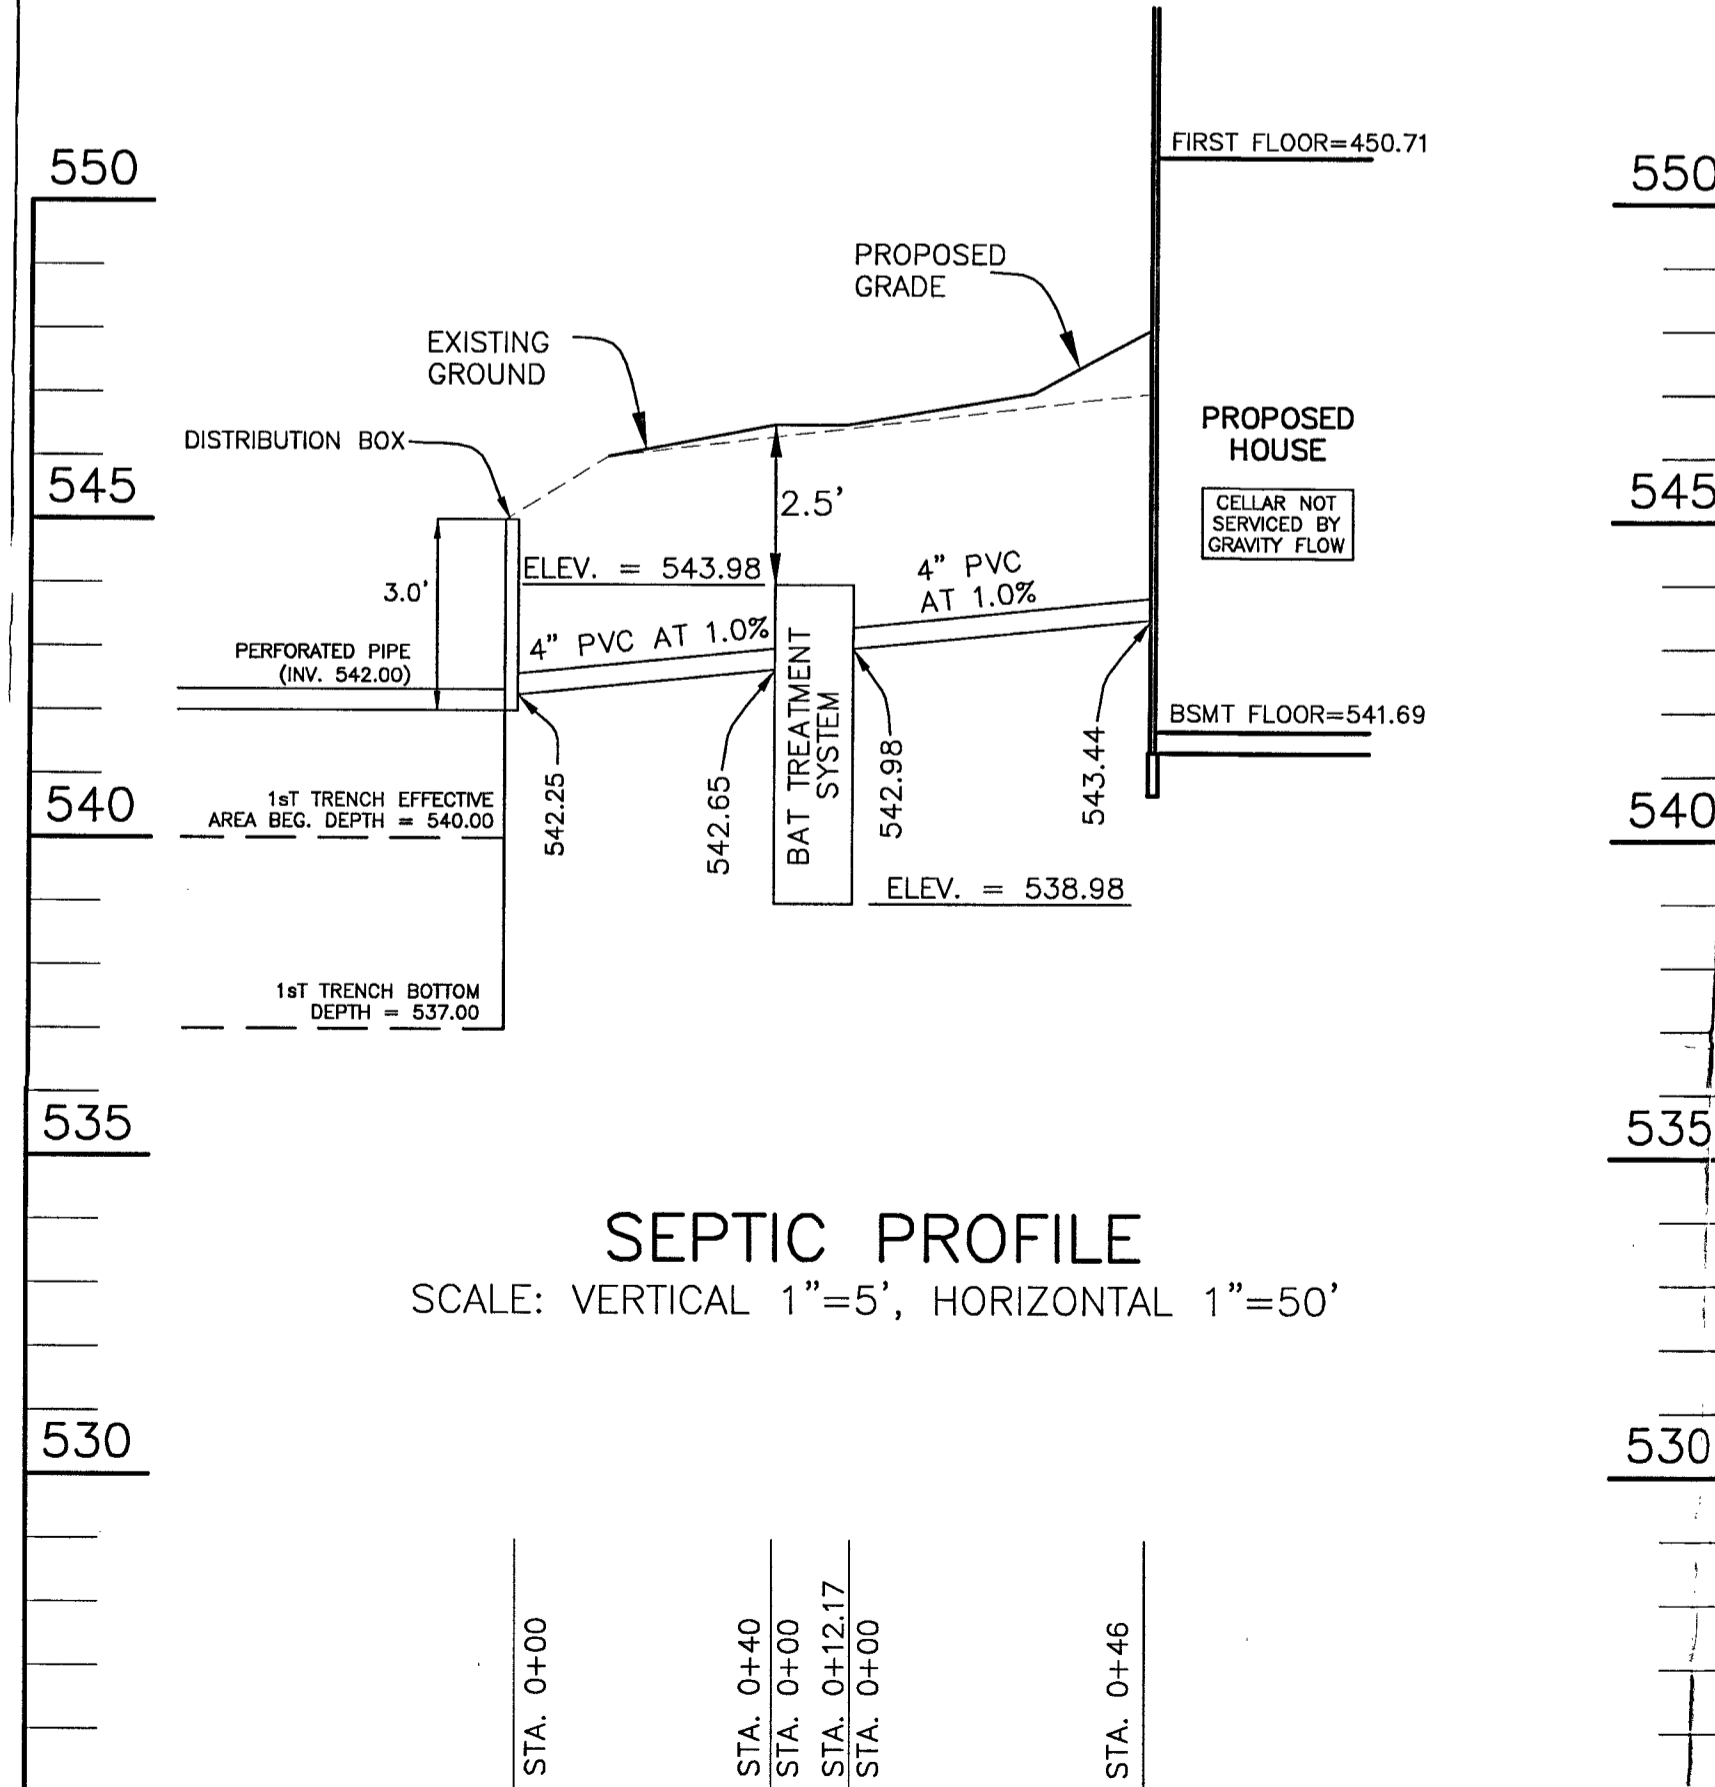 FIRST FLOOR=450.71
550
550
PROPOSED
GRADE
EXISTING
GROUND
DISTRIBUTION BOX
PROPOSED
HOUSE
545
545
2.5'
CELLAR NOT
SERVICED BY
GRAVITY FLOW
ELEV. = 543.98
3.0'
4" PVC
AT 1.0%
4" PVC AT 1.0%
PERFORATED PIPE
(INV. 542.00)
BAT TREATMENT
SYSTEM
BSMT FLOOR=541.69
542.25
542.65
542.98
543.44
540
540
1sT TRENCH EFFECTIVE
AREA BEG. DEPTH = 540.00
ELEV. = 538.98
1sT TRENCH BOTTOM
DEPTH = 537.00
535
535
SEPTIC PROFILE
SCALE: VERTICAL 1"=5', HORIZONTAL 1"=50'
530
530
STA. 0+00
STA. 0+40
STA. 0+00
STA. 0+12.17
STA. 0+00
STA. 0+46